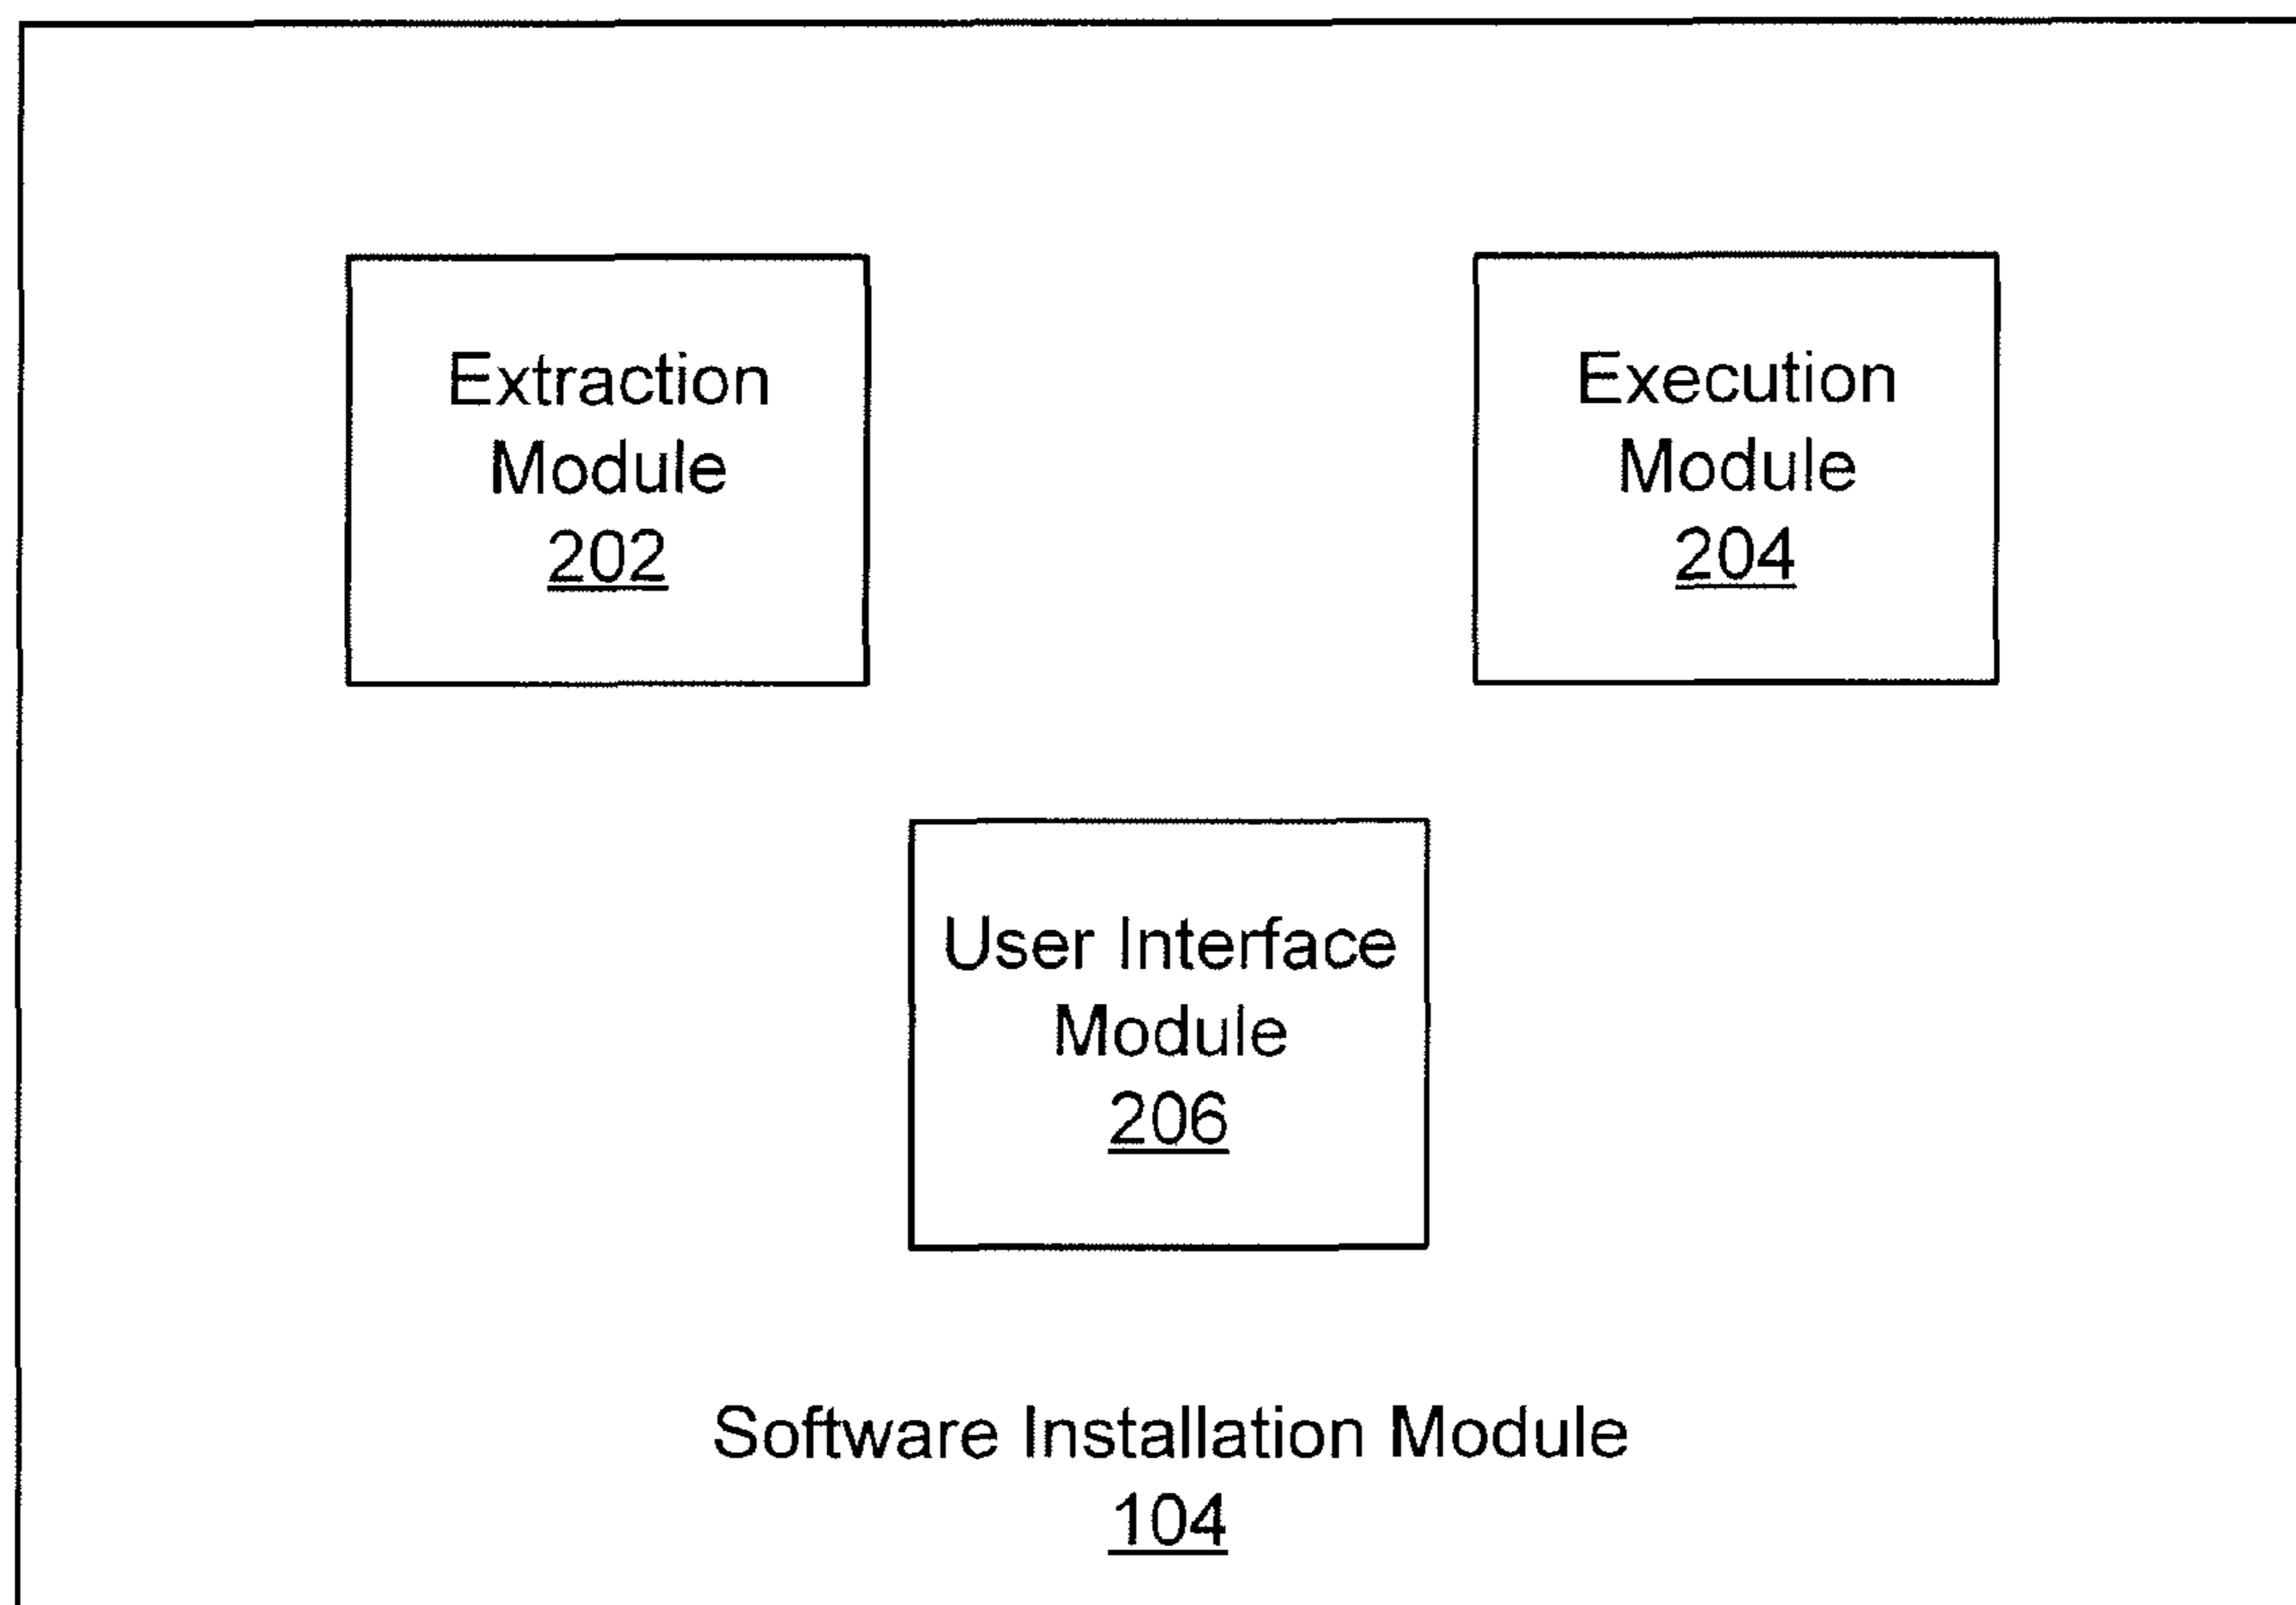 Extraction
Module
202
Execution
Module
204
User Interface
Module
206
Software Installation Module
104